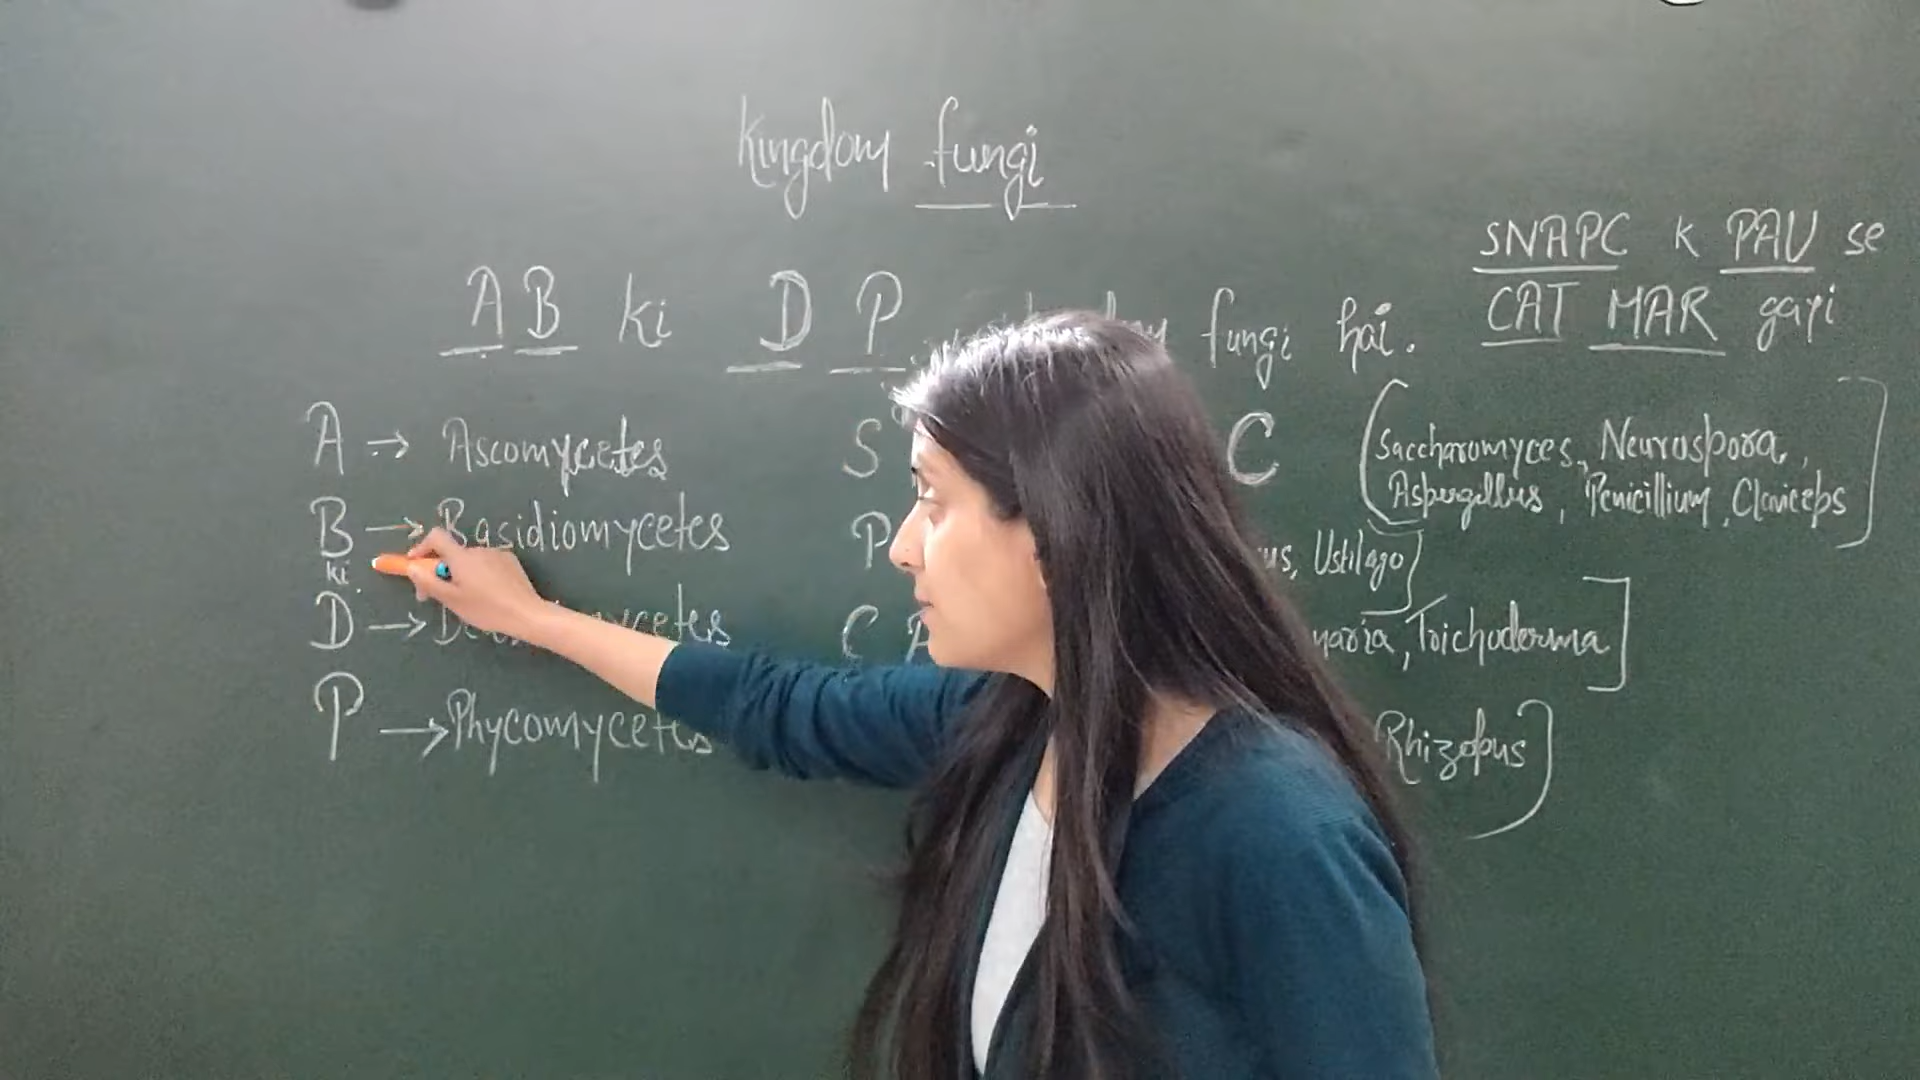 Kingdom fungi
SNAPC k PAU se
CAT MAR gayi
AB ki D P fungi hai.
A → Ascomycetes S C (Saccharomyces, Neurospora,
Aspergillus, Penicillium, Claviceps]
B → Basidiomycetes P Ustilago]
ki
D → C Trichoderma]
P → Phycomycetes Rhizopus]